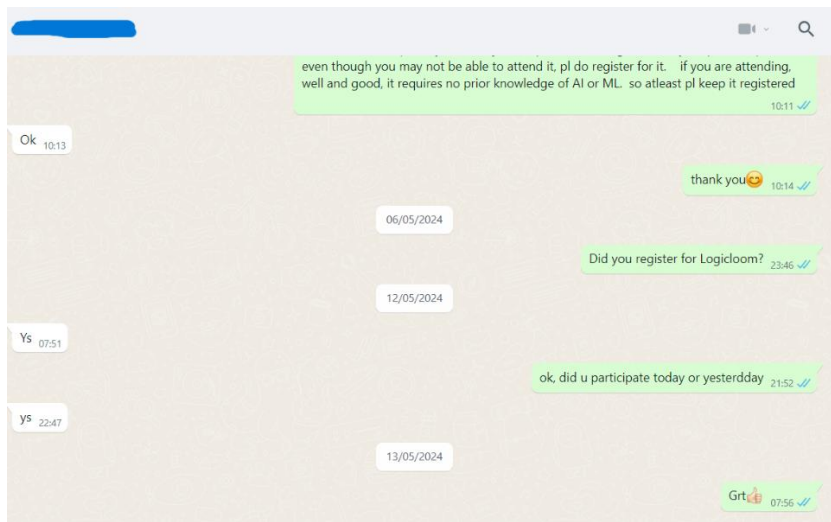 even though you may not be able to attend it, pl do register for it. if you are attending,
well and good, it requires no prior knowledge of AI or ML. so atleast pl keep it registered
10:11
Ok 10:13
thank you😊 10:14
06/05/2024
Did you register for Logicloom? 23:46
12/05/2024
Ys 07:51
ok, did u participate today or yesterdday 21:52
ys 22:47
13/05/2024
Grt👍 07:56